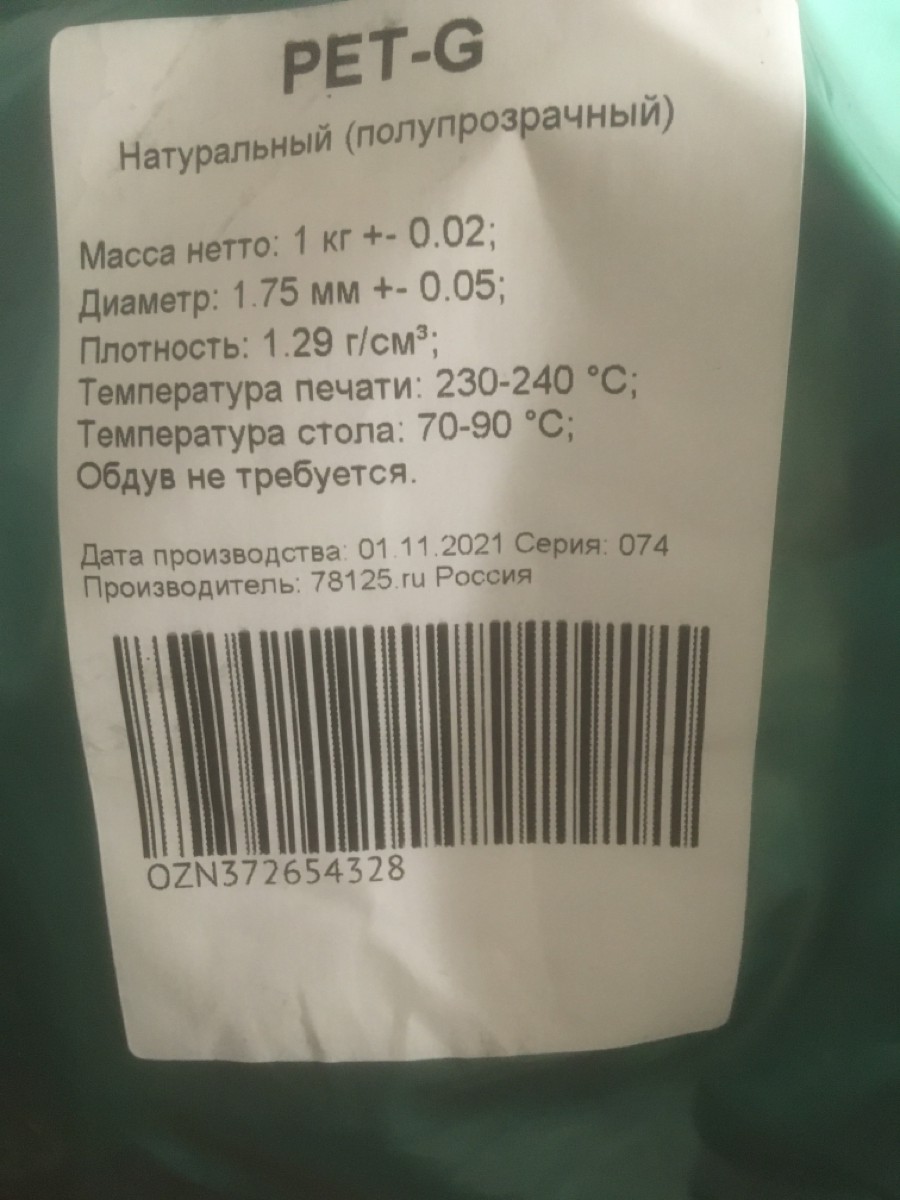 PET-G
Натуральный (полупрозрачный)
Масса нетто: 1 кг +- 0.02;
Диаметр: 1.75 мм +- 0.05;
Плотность: 1.29 г/см³;
Температура печати: 230-240 °C;
Температура стола: 70-90 °C;
Обдув не требуется.
Дата производства: 01.11.2021 Серия: 074
Производитель: 78125.ru Россия
OZN372654328